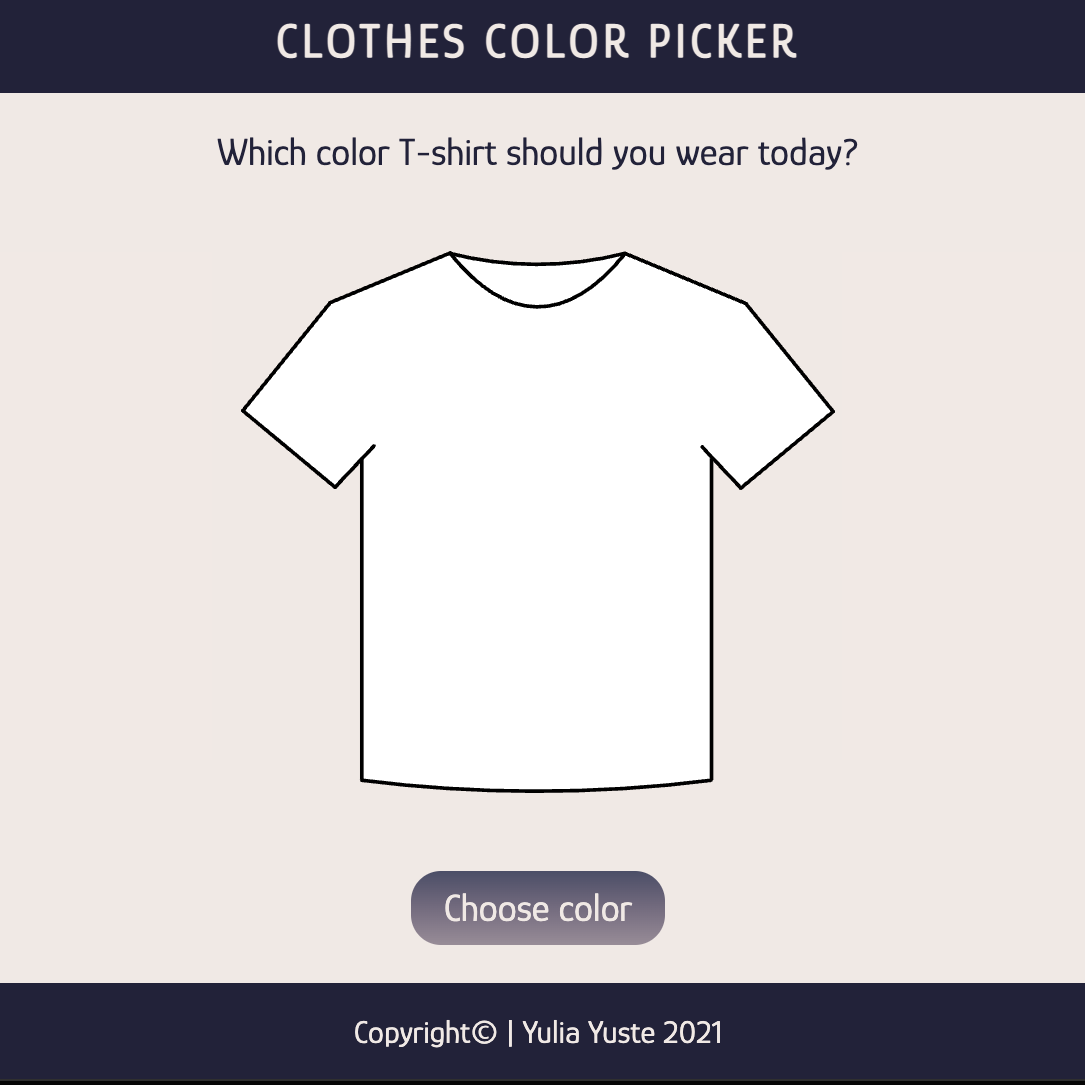 CLOTHES COLOR PICKER
Which color T-shirt should you wear today?
Choose color
Copyright© | Yulia Yuste 2021